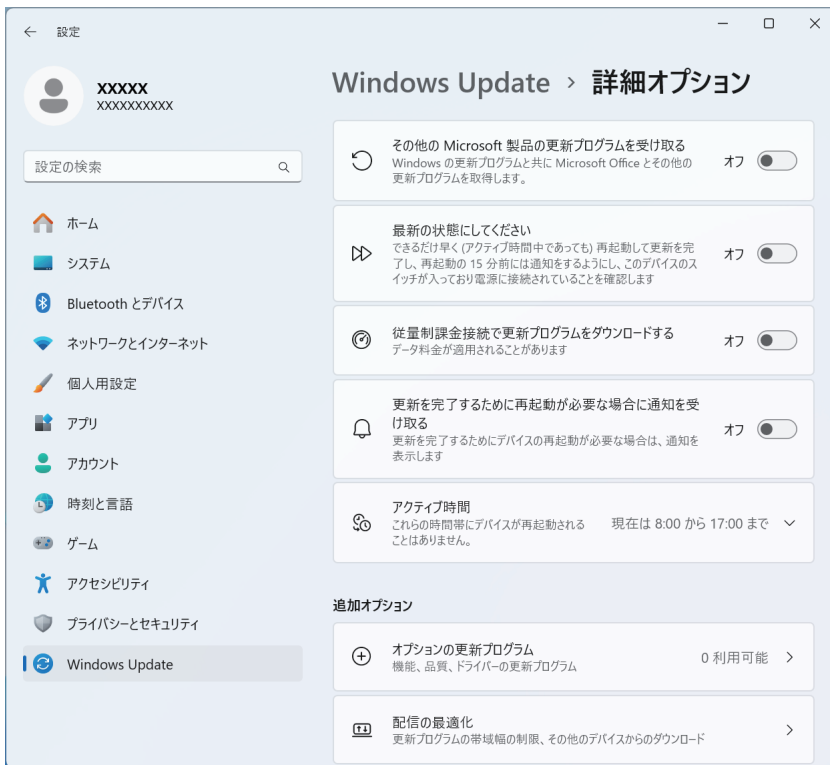 設定
XXXXX
XXXXXXXXXX
設定の検索
ホーム
システム
Bluetooth とデバイス
ネットワークとインターネット
個人用設定
アプリ
アカウント
時刻と言語
ゲーム
アクセシビリティ
プライバシーとセキュリティ
Windows Update
Windows Update › 詳細オプション
その他の Microsoft 製品の更新プログラムを受け取る
Windows の更新プログラムと共に Microsoft Office とその他の
更新プログラムを取得します。
オフ
最新の状態にしてください
できるだけ早く (アクティブ時間中であっても) 再起動して更新を完
了し、再起動の 15 分前には通知をするようにし、このデバイスのス
イッチが入っており電源に接続されていることを確認します
オフ
従量制課金接続で更新プログラムをダウンロードする
データ料金が適用されることがあります
オフ
更新を完了するために再起動が必要な場合に通知を受
け取る
更新を完了するためにデバイスの再起動が必要な場合は、通知を
表示します
オフ
アクティブ時間
これらの時間帯にデバイスが再起動される
ことはありません。
現在は 8:00 から 17:00 まで
追加オプション
オプションの更新プログラム
機能、品質、ドライバーの更新プログラム
0 利用可能
配信の最適化
更新プログラムの帯域幅の制限、その他のデバイスからのダウンロード